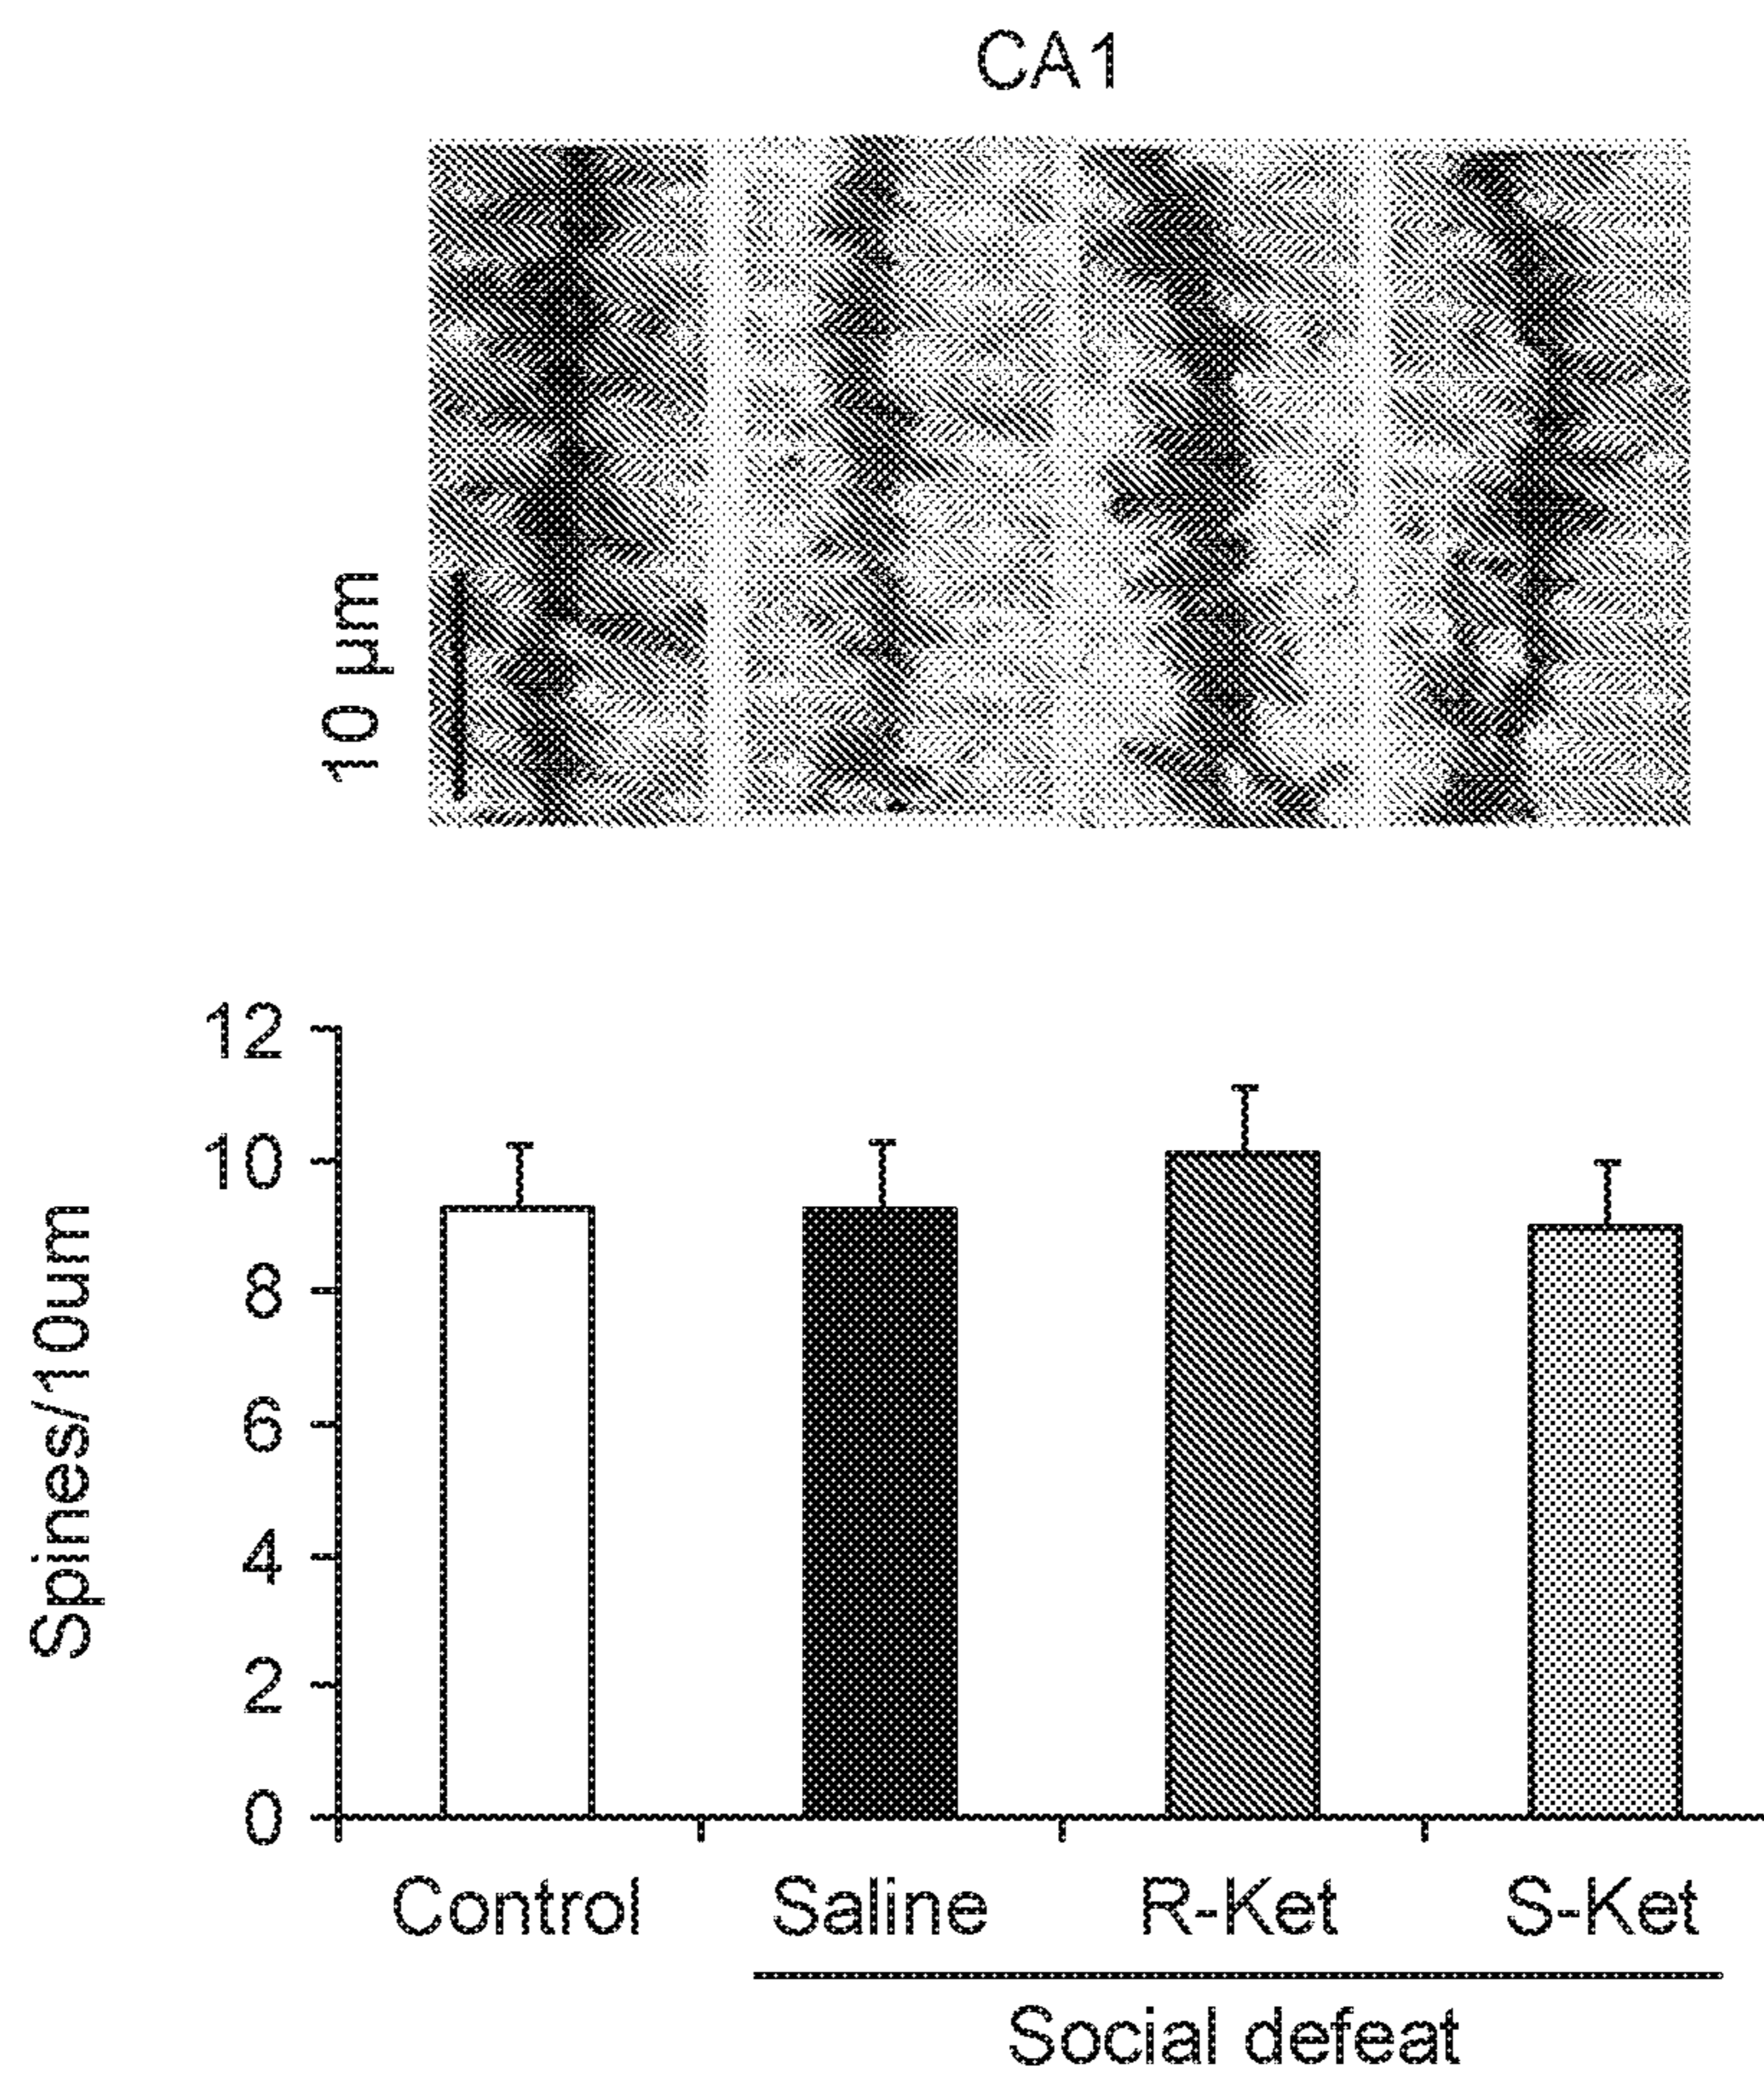 CA1
10 µm
Spines/10um
12
10
8
6
4
2
0
Control Saline R-Ket S-Ket
Social defeat